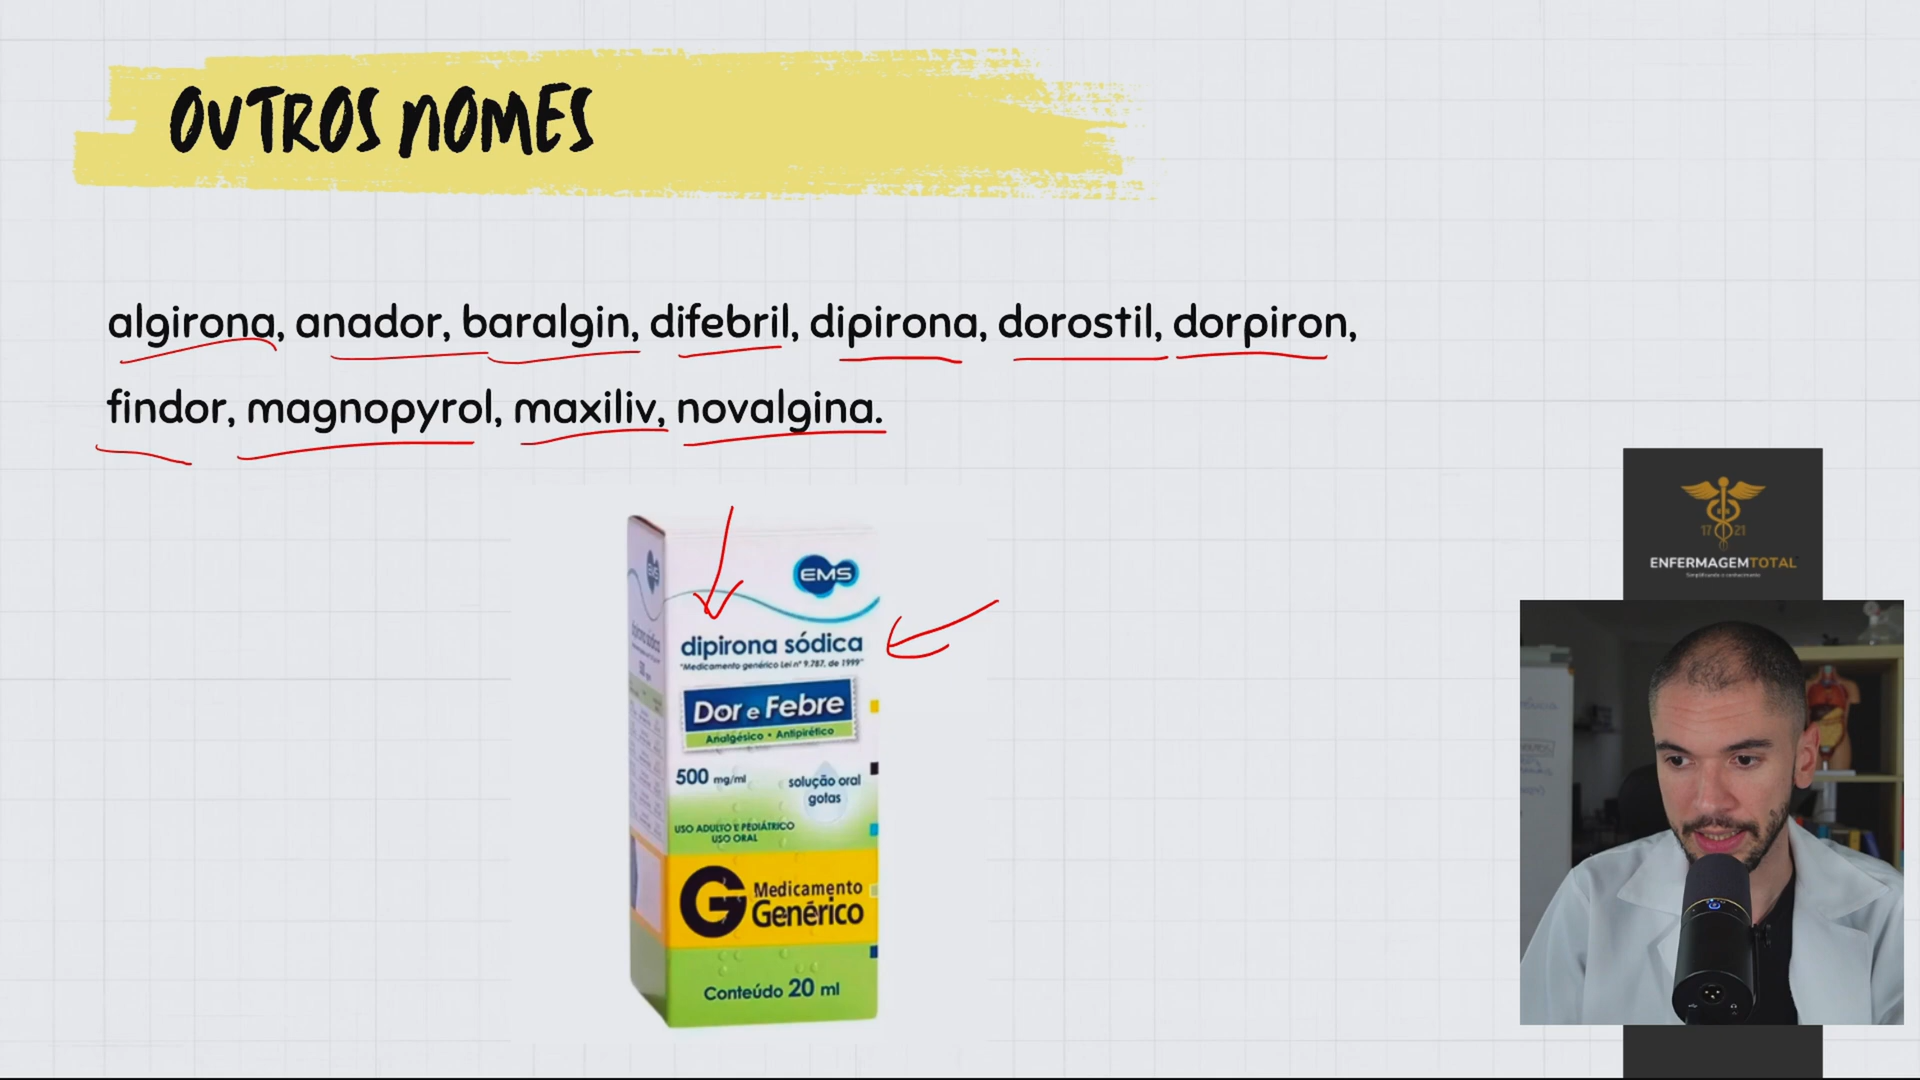 OUTROS NOMES
algirona, anador, baralgin, difebril, dipirona, dorostil, dorpiron,
findor, magnopyrol, maxiliv, novalgina.
EMS
dipirona sódica
"Medicamento genérico Lei nº 9.787, de 1999"
Dor e Febre
Analgésico • Antipirético
500 mg/ml
solução oral
gotas
USO ADULTO E PEDIÁTRICO
USO ORAL
G Medicamento
Genérico
Conteúdo 20 ml
17 21
ENFERMAGEMTOTAL